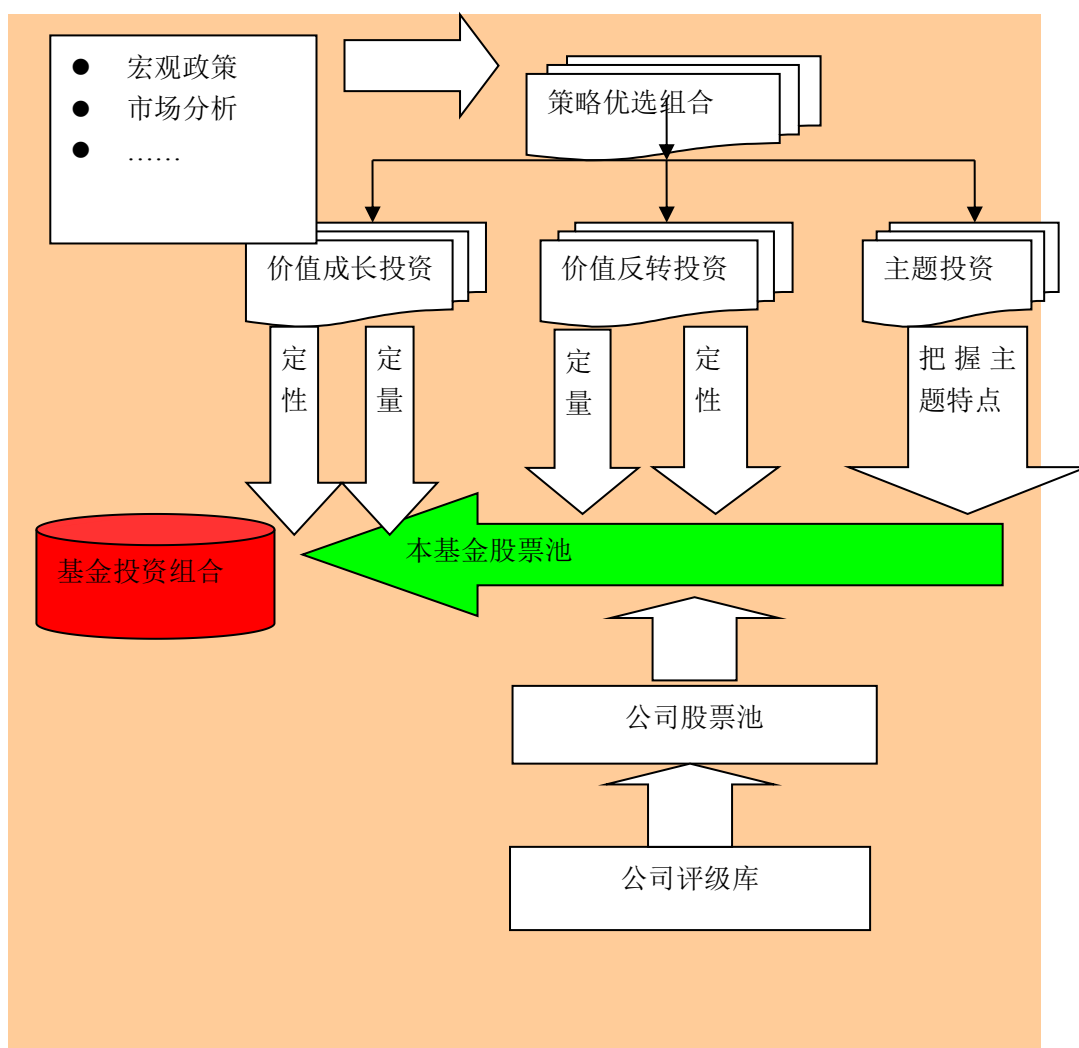 宏观政策
市场分析
……
策略优选组合
价值成长投资
价值反转投资
主题投资
定
性
定
量
定
量
定
性
把握主
题特点
本基金股票池
基金投资组合
公司股票池
公司评级库